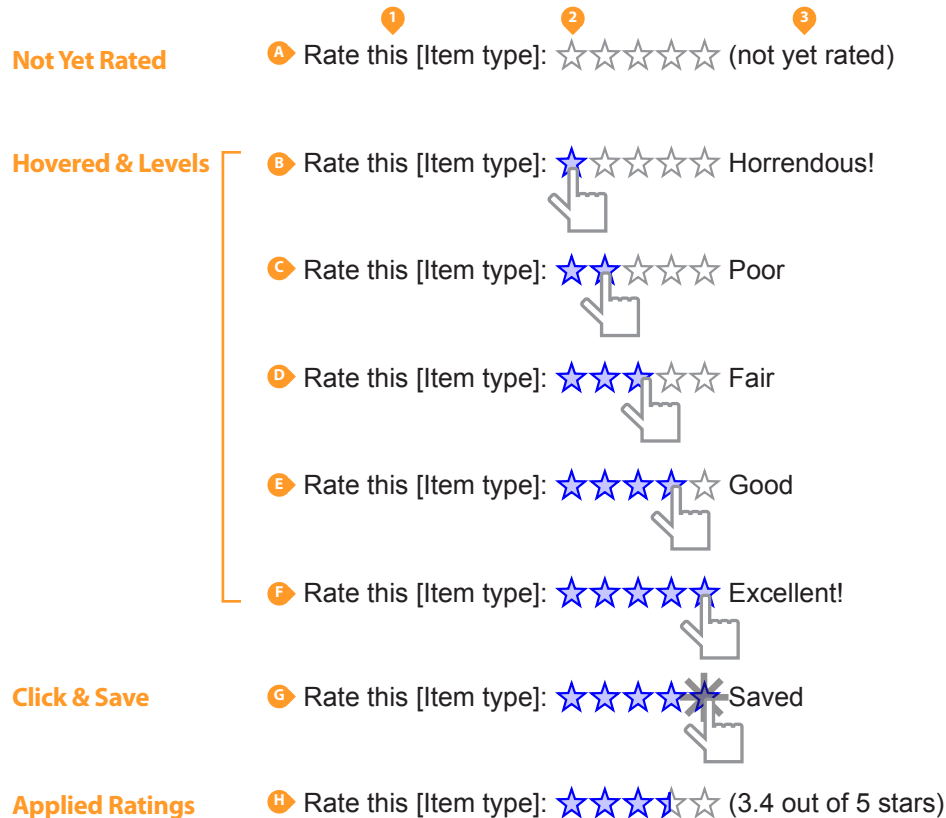 1 2 3
Not Yet Rated A Rate this [Item type]: (not yet rated)
Hovered & Levels B Rate this [Item type]: Horrendous!
C Rate this [Item type]: Poor
D Rate this [Item type]: Fair
E Rate this [Item type]: Good
F Rate this [Item type]: Excellent!
Click & Save G Rate this [Item type]: Saved
Applied Ratings H Rate this [Item type]: (3.4 out of 5 stars)